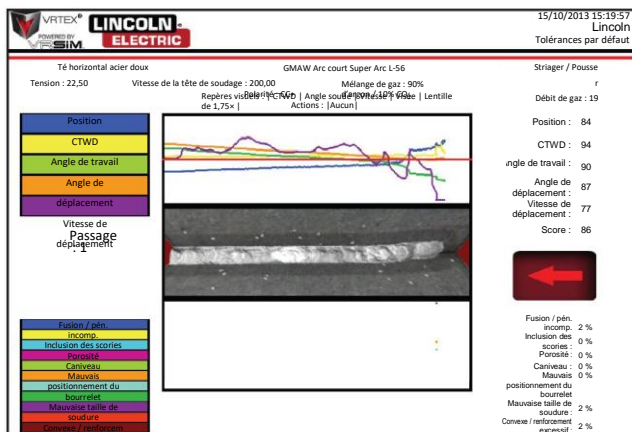 VRTEX®
POWERED BY
VRSIM.
LINCOLN®
ELECTRIC
15/10/2013 15:19:57
Lincoln
Tolérances par défaut
Té horizontal acier doux
GMAW Arc court Super Arc L-56
Striager / Pousse
r
Tension : 22,50
Vitesse de la tête de soudage : 200,00
Mélange de gaz : 90%
d'argon / 10% CO₂
Débit de gaz : 19
Repères visuels : | CTWD | Angle soude | Vitesse | Visée | Lentille
de 1,75× |
Actions : |Aucun|
Position
CTWD
Angle de travail
Angle de
déplacement
Vitesse de
déplacement
Passage
: 1
Position : 84
CTWD : 94
Angle de travail : 90
Angle de
déplacement : 87
Vitesse de
déplacement : 77
Score : 86
Fusion / pén.
incomp.
Inclusion des scories
Porosité
Caniveau
Mauvais
positionnement du
bourrelet
Mauvaise taille de
soudure
Convexe / renforcem
Fusion / pén.
incomp. 2 %
Inclusion des
scories : 0 %
Porosité : 0 %
Caniveau : 0 %
Mauvais 0 %
positionnement du
bourrelet
Mauvaise taille de
soudure : 2 %
Convexe / renforcement
excessif : 2 %